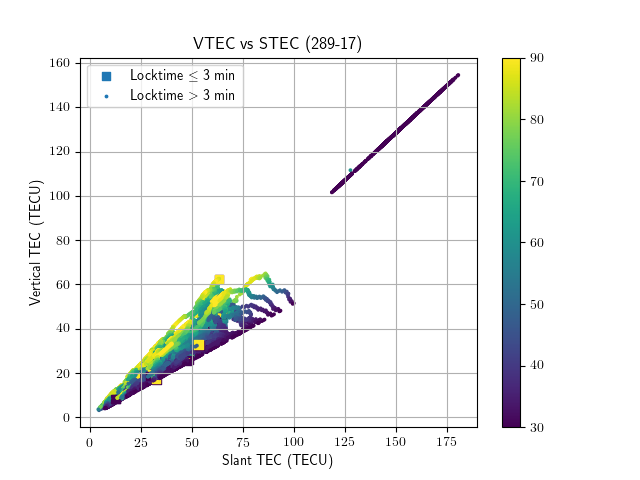 VTEC vs STEC (289-17)
Locktime ≤ 3 min
Locktime > 3 min
160
140
120
100
80
60
40
20
0
Vertical TEC (TECU)
0 25 50 75 100 125 150 175
Slant TEC (TECU)
90
80
70
60
50
40
30